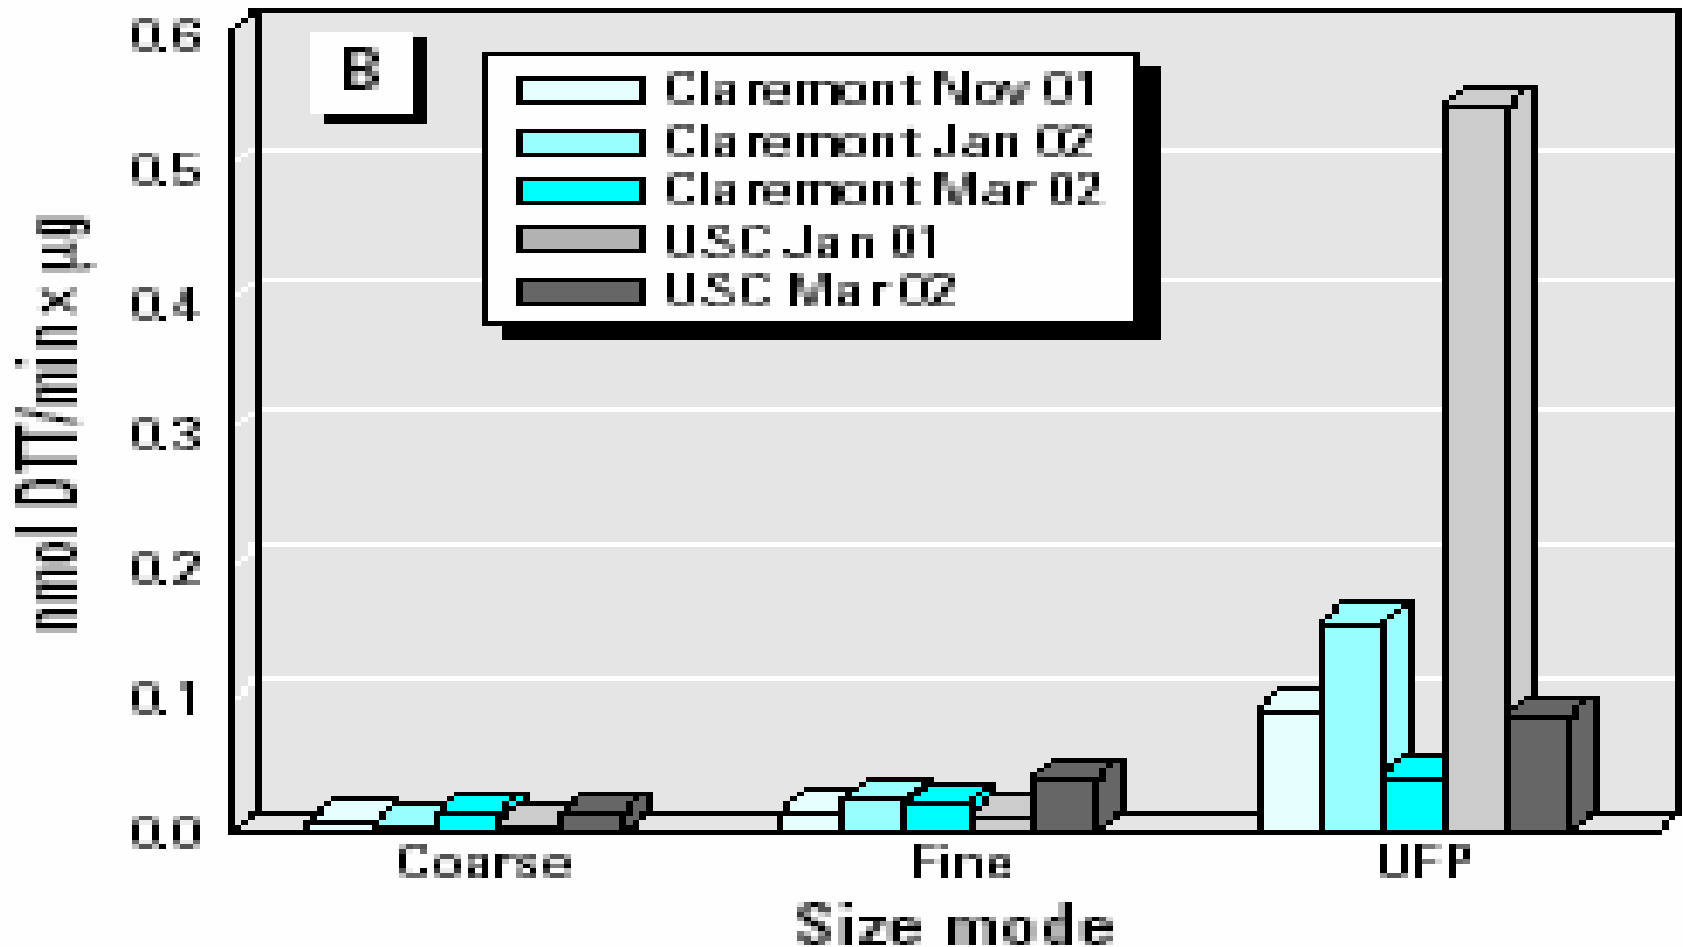 B
Claremont Nov 01
Claremont Jan 02
Claremont Mar 02
USC Jan 01
USC Mar 02
nmol DTT/min x µg
0.6
0.5
0.4
0.3
0.2
0.1
0.0
Coarse Fine UFP
Size mode